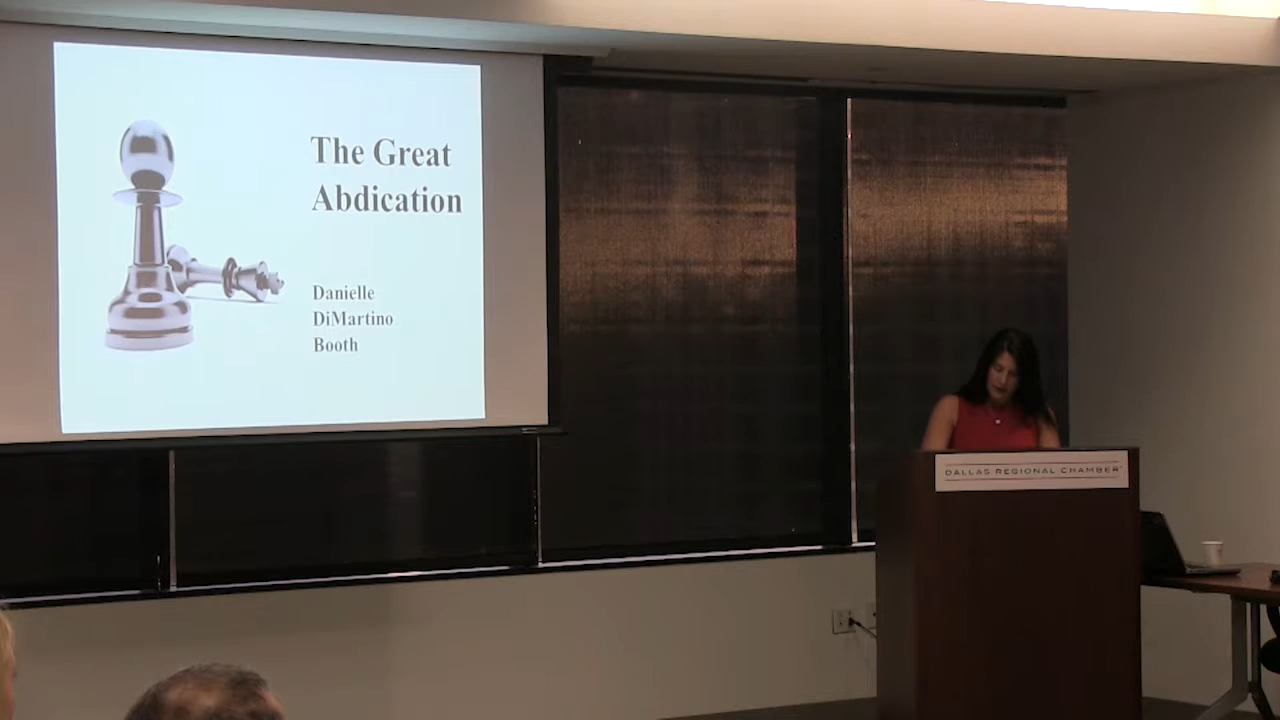 The Great
Abdication
Danielle
DiMartino
Booth
DALLAS REGIONAL CHAMBER